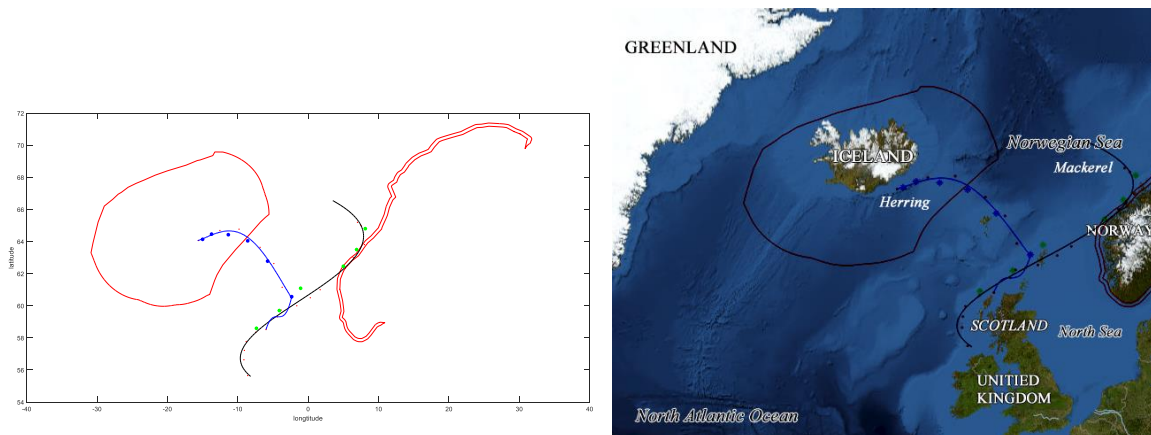 72
70
68
66
64
62
60
58
56
54
latitude
-40
-30
-20
-10
0
10
20
30
40
longtitude
GREENLAND
ICELAND
Norwegian Sea
Mackerel
Herring
NORWAY
SCOTLAND
North Sea
UNITIED
KINGDOM
North Atlantic Ocean